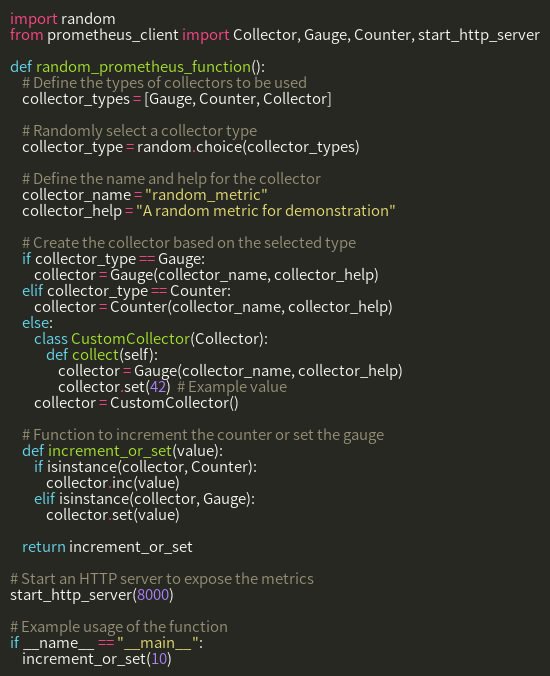 import random
from prometheus_client import Collector, Gauge, Counter, start_http_server

def random_prometheus_function():
    # Define the types of collectors to be used
    collector_types = [Gauge, Counter, Collector]

    # Randomly select a collector type
    collector_type = random.choice(collector_types)

    # Define the name and help for the collector
    collector_name = "random_metric"
    collector_help = "A random metric for demonstration"

    # Create the collector based on the selected type
    if collector_type == Gauge:
        collector = Gauge(collector_name, collector_help)
    elif collector_type == Counter:
        collector = Counter(collector_name, collector_help)
    else:
        class CustomCollector(Collector):
            def collect(self):
                collector = Gauge(collector_name, collector_help)
                collector.set(42)  # Example value
        collector = CustomCollector()

    # Function to increment the counter or set the gauge
    def increment_or_set(value):
        if isinstance(collector, Counter):
            collector.inc(value)
        elif isinstance(collector, Gauge):
            collector.set(value)

    return increment_or_set

# Start an HTTP server to expose the metrics
start_http_server(8000)

# Example usage of the function
if __name__ == "__main__":
    increment_or_set(10)